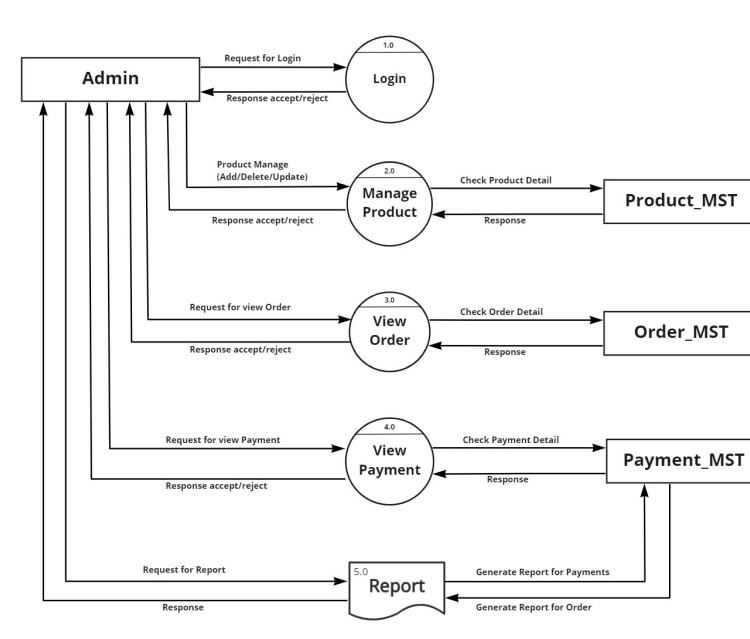 1.0
Request for Login
Admin
Login
Response accept/reject
Product Manage
(Add/Delete/Update)
2.0
Check Product Detail
Manage
Product
Product_MST
Response accept/reject
Response
3.0
Request for view Order
Check Order Detail
View
Order
Order_MST
Response accept/reject
Response
4.0
Request for view Payment
Check Payment Detail
View
Payment
Payment_MST
Response accept/reject
Response
Request for Report
5.0
Report
Generate Report for Payments
Response
Generate Report for Order